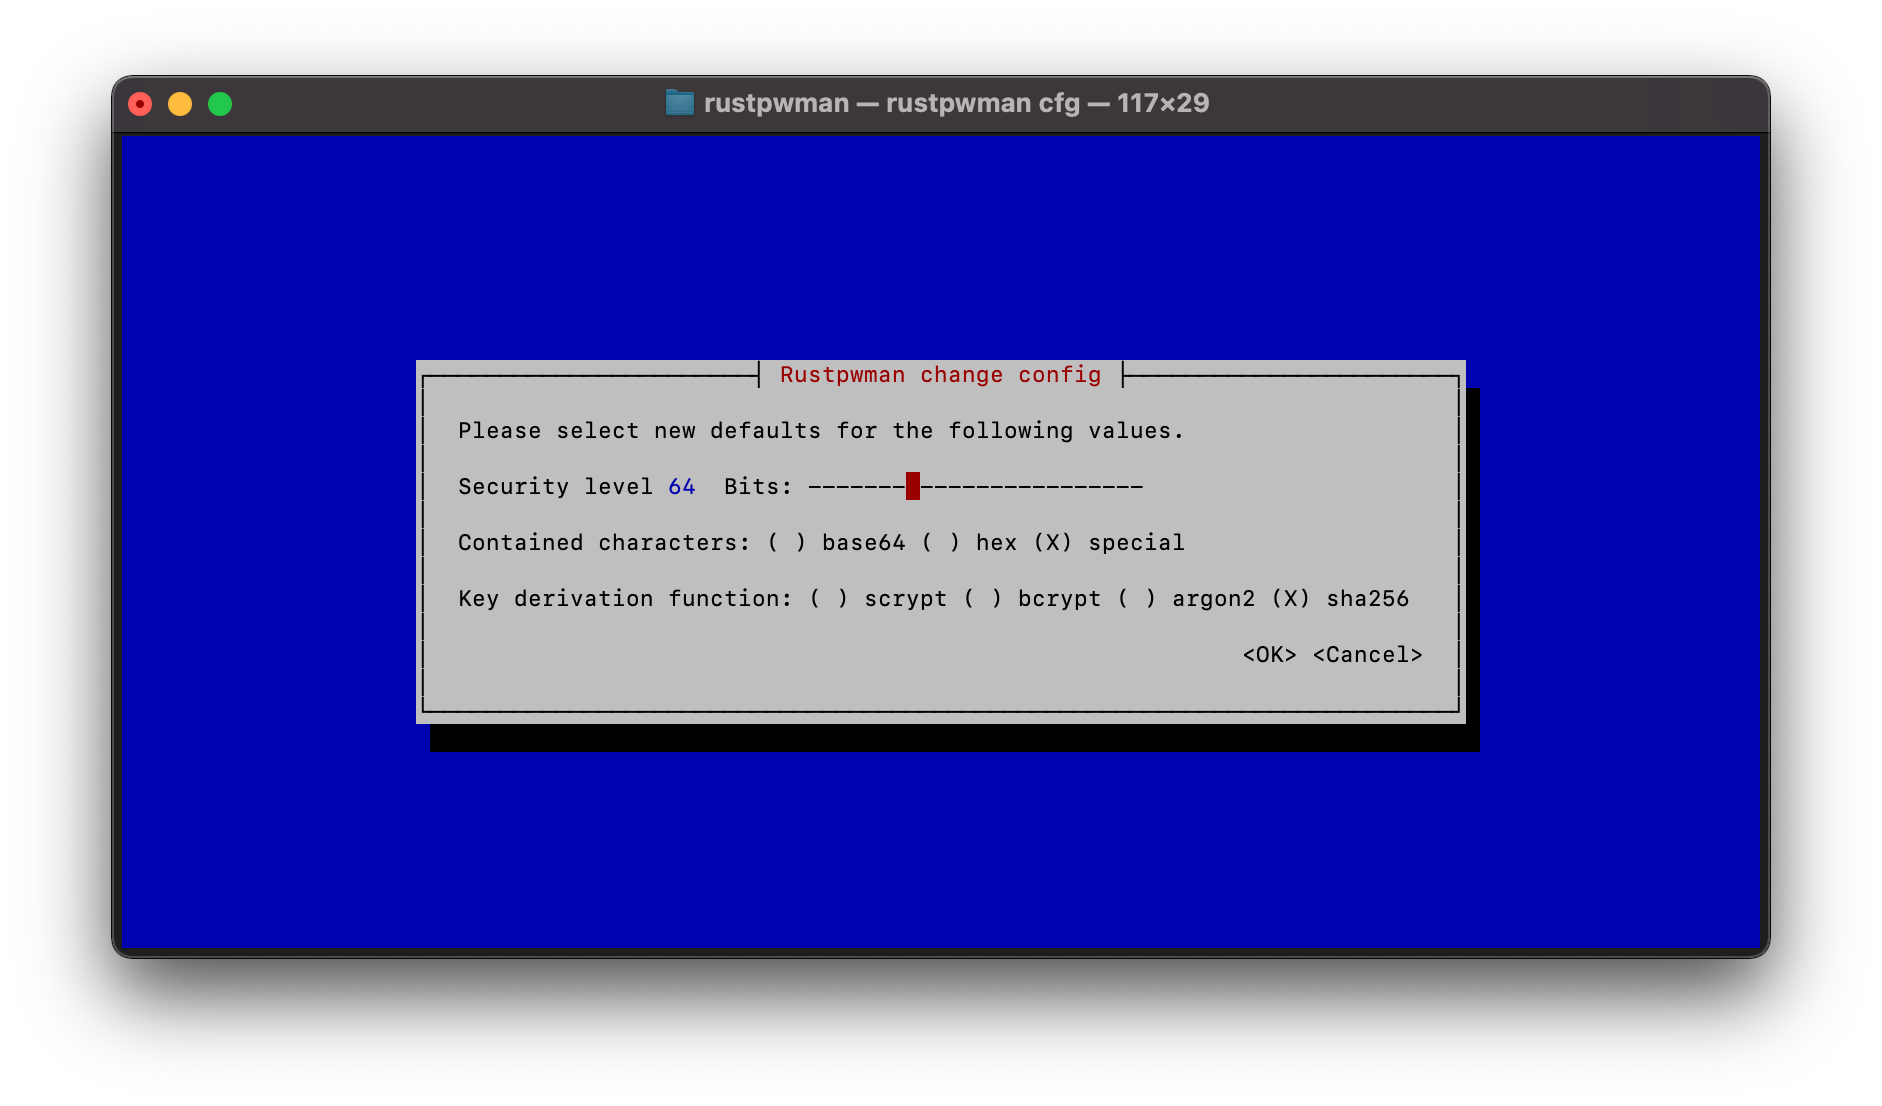 rustpwman — rustpwman cfg — 117×29
Rustpwman change config
Please select new defaults for the following values.
Security level 64 Bits:
Contained characters: ( ) base64 ( ) hex (X) special
Key derivation function: ( ) scrypt ( ) bcrypt ( ) argon2 (X) sha256
<OK> <Cancel>